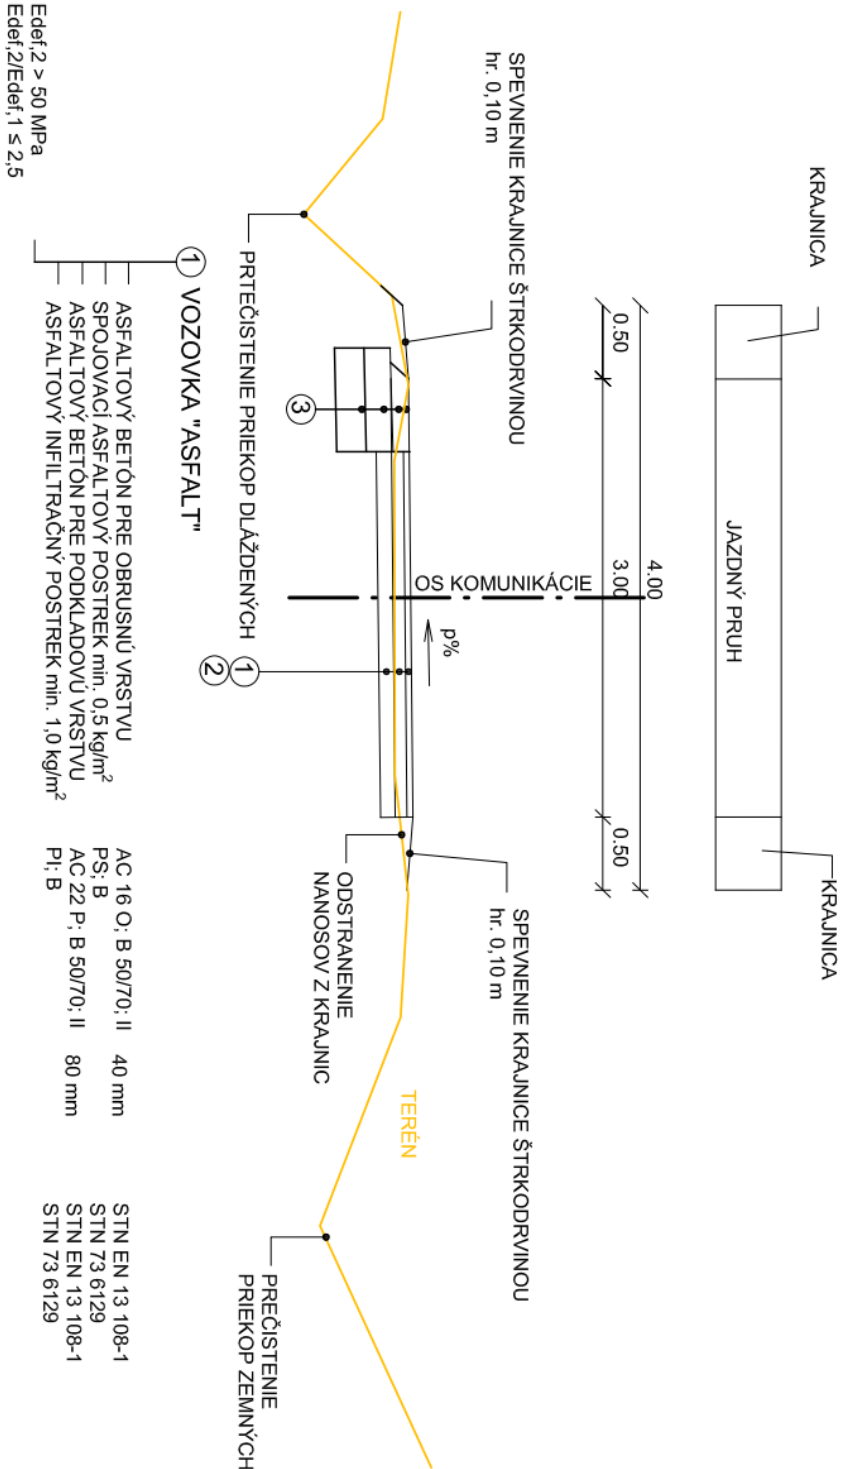 KRAJNICA
KRAJNICA
JAZDNÝ PRUH
4.00
0.50
3.00
0.50
SPEVNENIE KRAJNICE ŠTRKODRVINOU
hr. 0,10 m
SPEVNENIE KRAJNICE ŠTRKODRVINOU
hr. 0,10 m
p%
OS KOMUNIKÁCIE
TERÉN
3
1
2
ODSTRANENIE
NANOSOV Z KRAJNIC
PRTEČISTENIE PRIEKOP DLÁŽDENÝCH
PREČISTENIE
PRIEKOP ZEMNÝCH
1 VOZOVKA "ASFALT"
ASFALTOVÝ BETÓN PRE OBRUSNÚ VRSTVU AC 16 O; B 50/70; II 40 mm STN EN 13 108-1
SPOJOVACÍ ASFALTOVÝ POSTREK min. 0,5 kg/m² PS; B STN 73 6129
ASFALTOVÝ BETÓN PRE PODKLADOVÚ VRSTVU AC 22 P; B 50/70; II 80 mm STN EN 13 108-1
ASFALTOVÝ INFILTRAČNÝ POSTREK min. 1,0 kg/m² PI; B STN 73 6129
Edef,2 > 50 MPa
Edef,2/Edef,1 ≤ 2,5